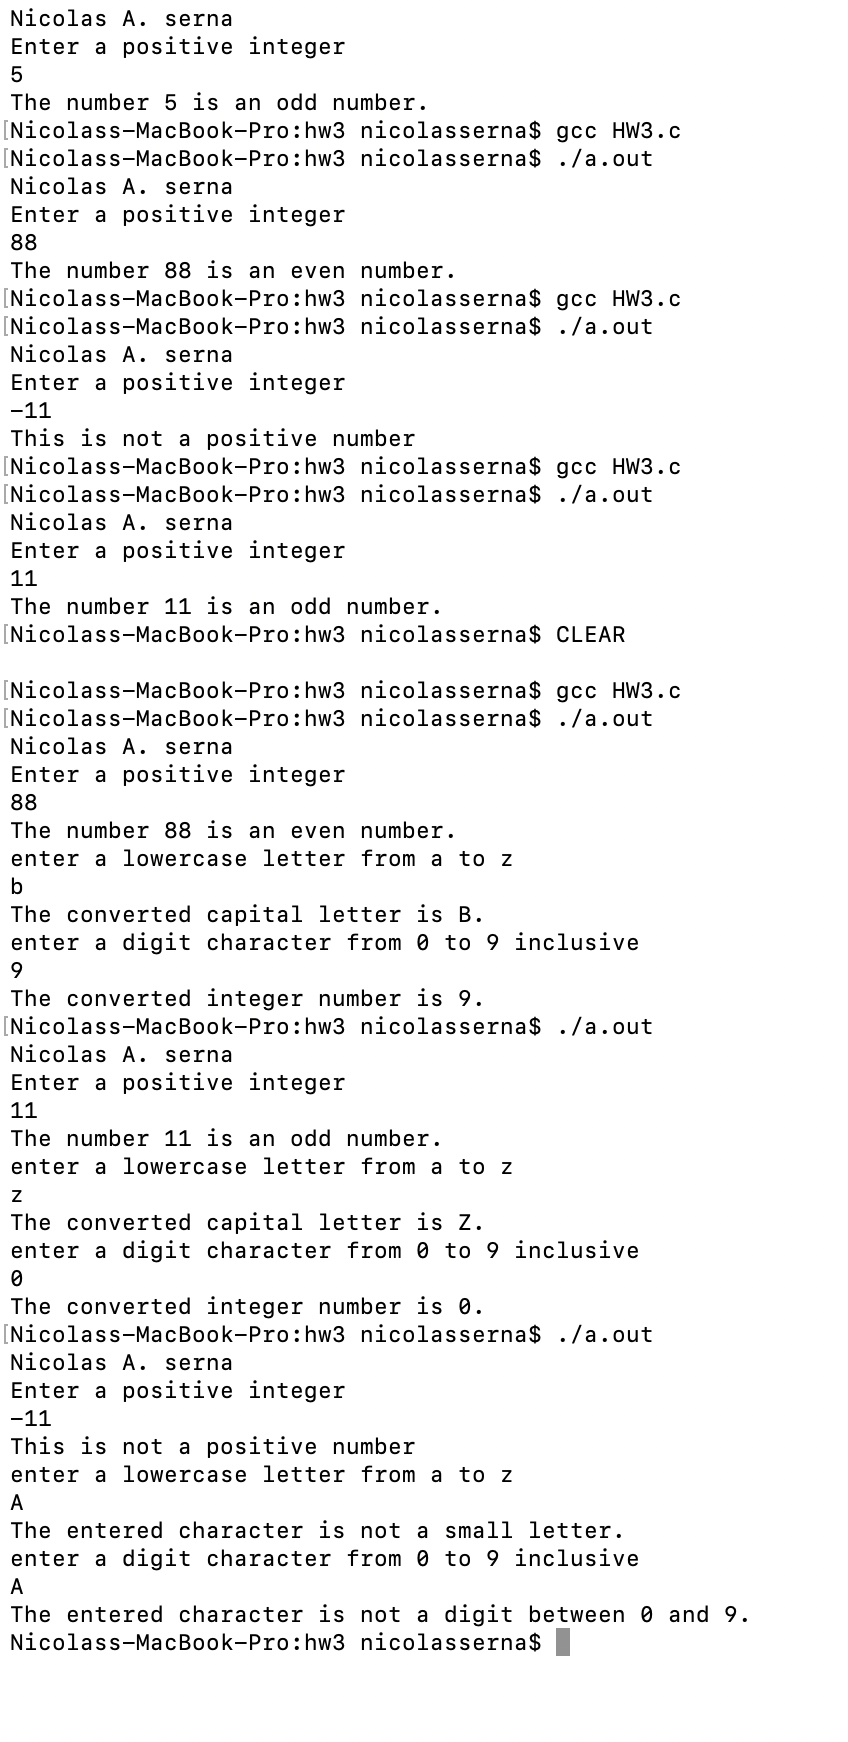 Nicolas A. serna
Enter a positive integer
5
The number 5 is an odd number.
[Nicolass-MacBook-Pro:hw3 nicolasserna$ gcc HW3.c
[Nicolass-MacBook-Pro:hw3 nicolasserna$ ./a.out
Nicolas A. serna
Enter a positive integer
88
The number 88 is an even number.
[Nicolass-MacBook-Pro:hw3 nicolasserna$ gcc HW3.c
[Nicolass-MacBook-Pro:hw3 nicolasserna$ ./a.out
Nicolas A. serna
Enter a positive integer
-11
This is not a positive number
[Nicolass-MacBook-Pro:hw3 nicolasserna$ gcc HW3.c
[Nicolass-MacBook-Pro:hw3 nicolasserna$ ./a.out
Nicolas A. serna
Enter a positive integer
11
The number 11 is an odd number.
[Nicolass-MacBook-Pro:hw3 nicolasserna$ CLEAR
[Nicolass-MacBook-Pro:hw3 nicolasserna$ gcc HW3.c
[Nicolass-MacBook-Pro:hw3 nicolasserna$ ./a.out
Nicolas A. serna
Enter a positive integer
88
The number 88 is an even number.
enter a lowercase letter from a to z
b
The converted capital letter is B.
enter a digit character from 0 to 9 inclusive
9
The converted integer number is 9.
[Nicolass-MacBook-Pro:hw3 nicolasserna$ ./a.out
Nicolas A. serna
Enter a positive integer
11
The number 11 is an odd number.
enter a lowercase letter from a to z
z
The converted capital letter is Z.
enter a digit character from 0 to 9 inclusive
0
The converted integer number is 0.
[Nicolass-MacBook-Pro:hw3 nicolasserna$ ./a.out
Nicolas A. serna
Enter a positive integer
-11
This is not a positive number
enter a lowercase letter from a to z
A
The entered character is not a small letter.
enter a digit character from 0 to 9 inclusive
A
The entered character is not a digit between 0 and 9.
Nicolass-MacBook-Pro:hw3 nicolasserna$